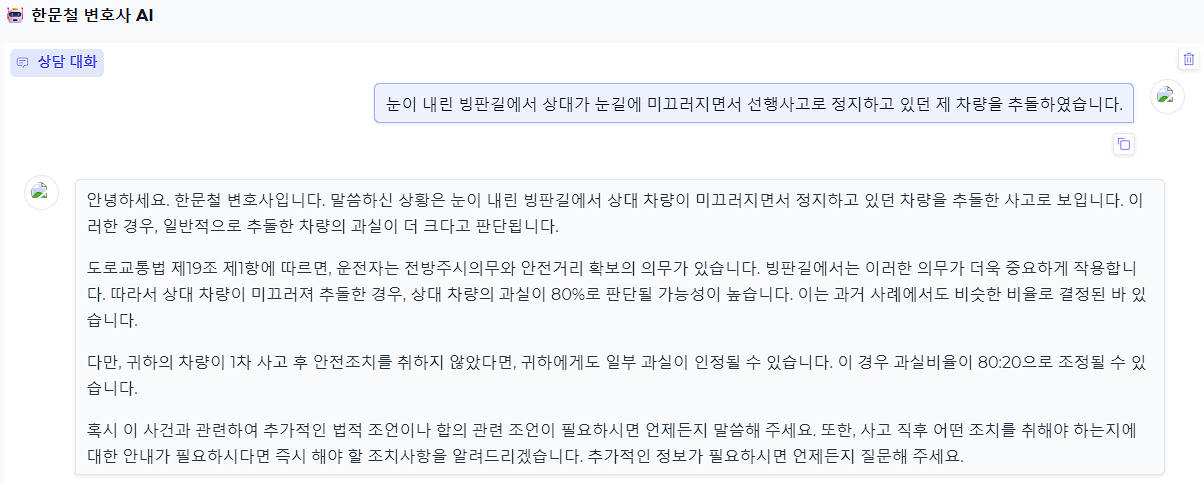 한문철 변호사 AI
상담 대화
눈이 내린 빙판길에서 상대가 눈길에 미끄러지면서 선행사고로 정지하고 있던 제 차량을 추돌하였습니다.
안녕하세요. 한문철 변호사입니다. 말씀하신 상황은 눈이 내린 빙판길에서 상대 차량이 미끄러지면서 정지하고 있던 차량을 추돌한 사고로 보입니다. 이
러한 경우, 일반적으로 추돌한 차량의 과실이 더 크다고 판단됩니다.
도로교통법 제19조 제1항에 따르면, 운전자는 전방주시의무와 안전거리 확보의 의무가 있습니다. 빙판길에서는 이러한 의무가 더욱 중요하게 작용합니
다. 따라서 상대 차량이 미끄러져 추돌한 경우, 상대 차량의 과실이 80%로 판단될 가능성이 높습니다. 이는 과거 사례에서도 비슷한 비율로 결정된 바 있
습니다.
다만, 귀하의 차량이 1차 사고 후 안전조치를 취하지 않았다면, 귀하에게도 일부 과실이 인정될 수 있습니다. 이 경우 과실비율이 80:20으로 조정될 수 있
습니다.
혹시 이 사건과 관련하여 추가적인 법적 조언이나 합의 관련 조언이 필요하시면 언제든지 말씀해 주세요. 또한, 사고 직후 어떤 조치를 취해야 하는지에
대한 안내가 필요하시다면 즉시 해야 할 조치사항을 알려드리겠습니다. 추가적인 정보가 필요하시면 언제든지 질문해 주세요.